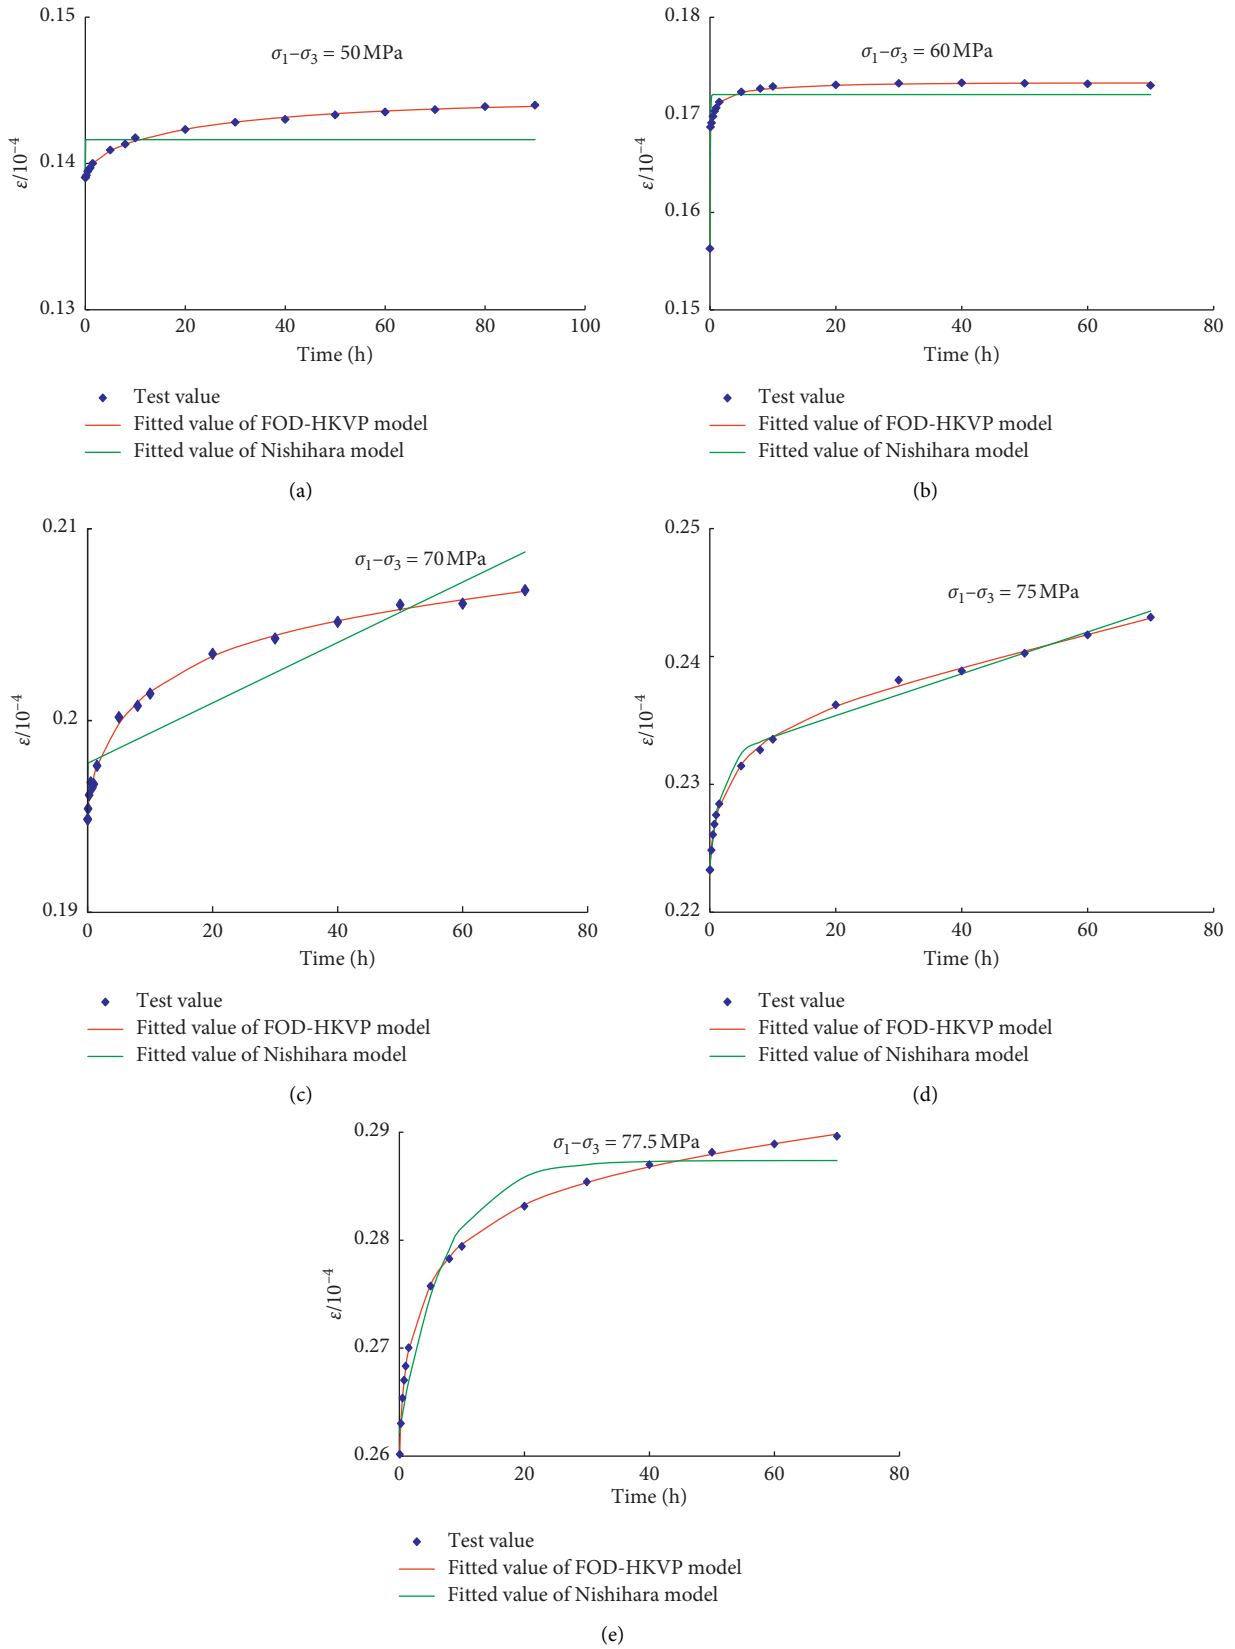 0.15
σ1–σ3 = 50 MPa
0.14
ε/10−4
0.13
0 20 40 60 80 100
Time (h)
Test value
Fitted value of FOD-HKVP model
Fitted value of Nishihara model
(a)
0.18
σ1–σ3 = 60 MPa
0.17
ε/10−4
0.16
0.15
0 20 40 60 80
Time (h)
Test value
Fitted value of FOD-HKVP model
Fitted value of Nishihara model
(b)
0.21
σ1–σ3 = 70 MPa
0.2
ε/10−4
0.19
0 20 40 60 80
Time (h)
Test value
Fitted value of FOD-HKVP model
Fitted value of Nishihara model
(c)
0.25
σ1–σ3 = 75 MPa
0.24
ε/10−4
0.23
0.22
0 20 40 60 80
Time (h)
Test value
Fitted value of FOD-HKVP model
Fitted value of Nishihara model
(d)
0.29
σ1–σ3 = 77.5 MPa
0.28
ε/10−4
0.27
0.26
0 20 40 60 80
Time (h)
Test value
Fitted value of FOD-HKVP model
Fitted value of Nishihara model
(e)